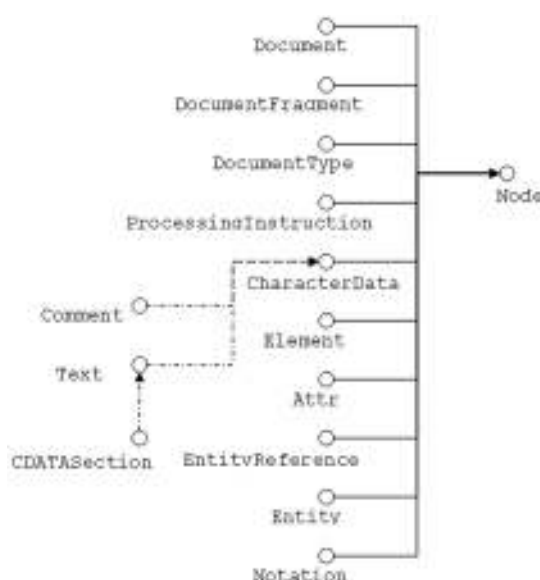 Document
DocumentFragment
DocumentType
Node
ProcessingInstruction
CharacterData
Comment
Element
Text
Attr
CDATASection
EntityReference
Entity
Notation